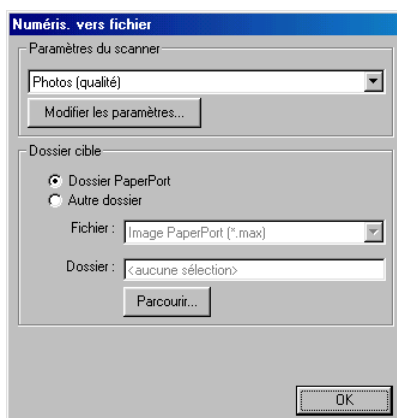 Numéris. vers fichier
Paramètres du scanner
Photos (qualité)
Modifier les paramètres...
Dossier cible
Dossier PaperPort
Autre dossier
Fichier : Image PaperPort (*.max)
Dossier : <aucune sélection>
Parcourir...
OK